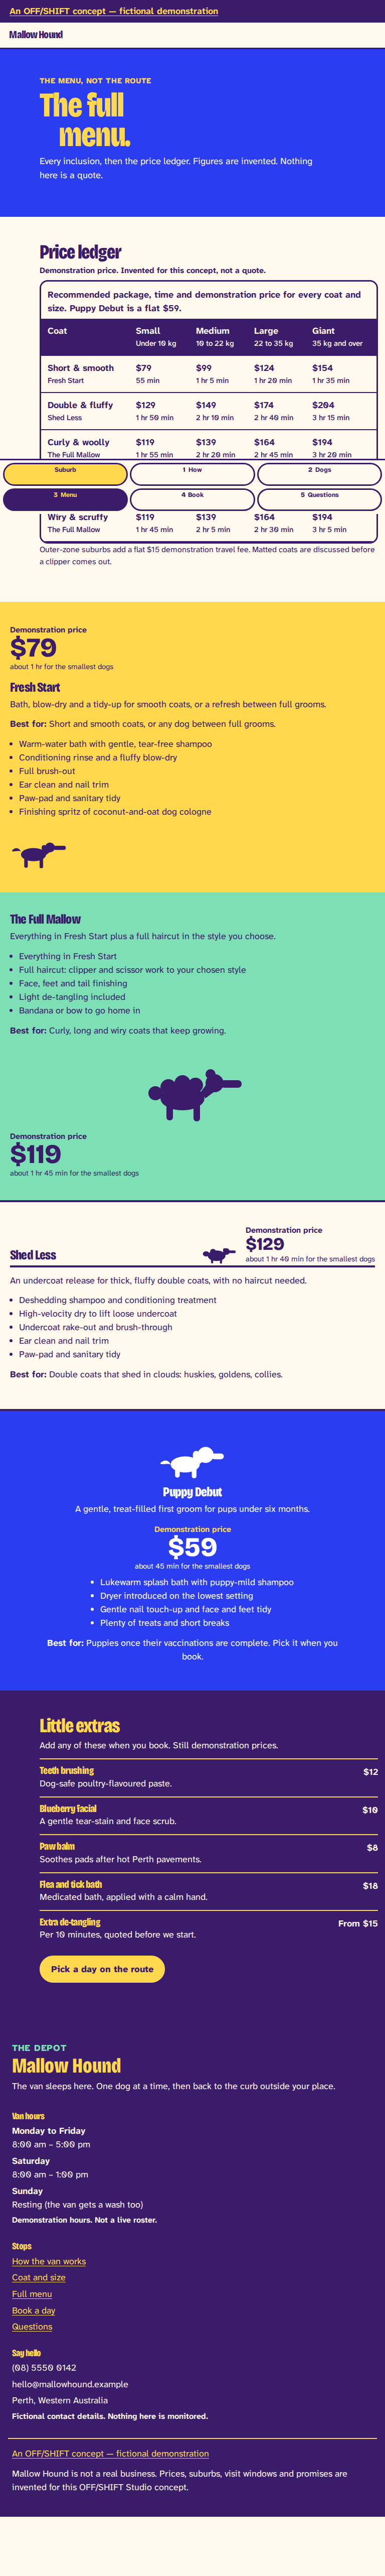 An OFF/SHIFT concept — fictional demonstration
Mallow Hound
THE MENU, NOT THE ROUTE
The full
menu.
Every inclusion, then the price ledger. Figures are invented. Nothing
here is a quote.
Price ledger
Demonstration price. Invented for this concept, not a quote.
Recommended package, time and demonstration price for every coat and
size. Puppy Debut is a flat $59.
Coat Small Medium Large Giant
Under 10 kg 10 to 22 kg 22 to 35 kg 35 kg and over
Short & smooth $79 $99 $124 $154
Fresh Start 55 min 1 hr 5 min 1 hr 20 min 1 hr 35 min
Double & fluffy $129 $149 $174 $204
Shed Less 1 hr 50 min 2 hr 10 min 2 hr 40 min 3 hr 15 min
Curly & woolly $119 $139 $164 $194
The Full Mallow 1 hr 55 min 2 hr 20 min 2 hr 45 min 3 hr 20 min
Suburb 1 How 2 Dogs
3 Menu 4 Book 5 Questions
Wiry & scruffy $119 $139 $164 $194
The Full Mallow 1 hr 45 min 2 hr 5 min 2 hr 30 min 3 hr 5 min
Outer-zone suburbs add a flat $15 demonstration travel fee. Matted coats are discussed before
a clipper comes out.
Demonstration price
$79
about 1 hr for the smallest dogs
Fresh Start
Bath, blow-dry and a tidy-up for smooth coats, or a refresh between full grooms.
Best for: Short and smooth coats, or any dog between full grooms.
• Warm-water bath with gentle, tear-free shampoo
• Conditioning rinse and a fluffy blow-dry
• Full brush-out
• Ear clean and nail trim
• Paw-pad and sanitary tidy
• Finishing spritz of coconut-and-oat dog cologne
The Full Mallow
Everything in Fresh Start plus a full haircut in the style you choose.
• Everything in Fresh Start
• Full haircut: clipper and scissor work to your chosen style
• Face, feet and tail finishing
• Light de-tangling included
• Bandana or bow to go home in
Best for: Curly, long and wiry coats that keep growing.
Demonstration price
$119
about 1 hr 45 min for the smallest dogs
Shed Less
Demonstration price
$129
about 1 hr 40 min for the smallest dogs
An undercoat release for thick, fluffy double coats, with no haircut needed.
• Deshedding shampoo and conditioning treatment
• High-velocity dry to lift loose undercoat
• Undercoat rake-out and brush-through
• Ear clean and nail trim
• Paw-pad and sanitary tidy
Best for: Double coats that shed in clouds: huskies, goldens, collies.
Puppy Debut
A gentle, treat-filled first groom for pups under six months.
Demonstration price
$59
about 45 min for the smallest dogs
• Lukewarm splash bath with puppy-mild shampoo
• Dryer introduced on the lowest setting
• Gentle nail touch-up and face and feet tidy
• Plenty of treats and short breaks
Best for: Puppies once their vaccinations are complete. Pick it when you
book.
Little extras
Add any of these when you book. Still demonstration prices.
Teeth brushing $12
Dog-safe poultry-flavoured paste.
Blueberry facial $10
A gentle tear-stain and face scrub.
Paw balm $8
Soothes pads after hot Perth pavements.
Flea and tick bath $18
Medicated bath, applied with a calm hand.
Extra de-tangling From $15
Per 10 minutes, quoted before we start.
Pick a day on the route
THE DEPOT
Mallow Hound
The van sleeps here. One dog at a time, then back to the curb outside your place.
Van hours
Monday to Friday
8:00 am – 5:00 pm
Saturday
8:00 am – 1:00 pm
Sunday
Resting (the van gets a wash too)
Demonstration hours. Not a live roster.
Stops
How the van works
Coat and size
Full menu
Book a day
Questions
Say hello
(08) 5550 0142
hello@mallowhound.example
Perth, Western Australia
Fictional contact details. Nothing here is monitored.
An OFF/SHIFT concept — fictional demonstration
Mallow Hound is not a real business. Prices, suburbs, visit windows and promises are
invented for this OFF/SHIFT Studio concept.